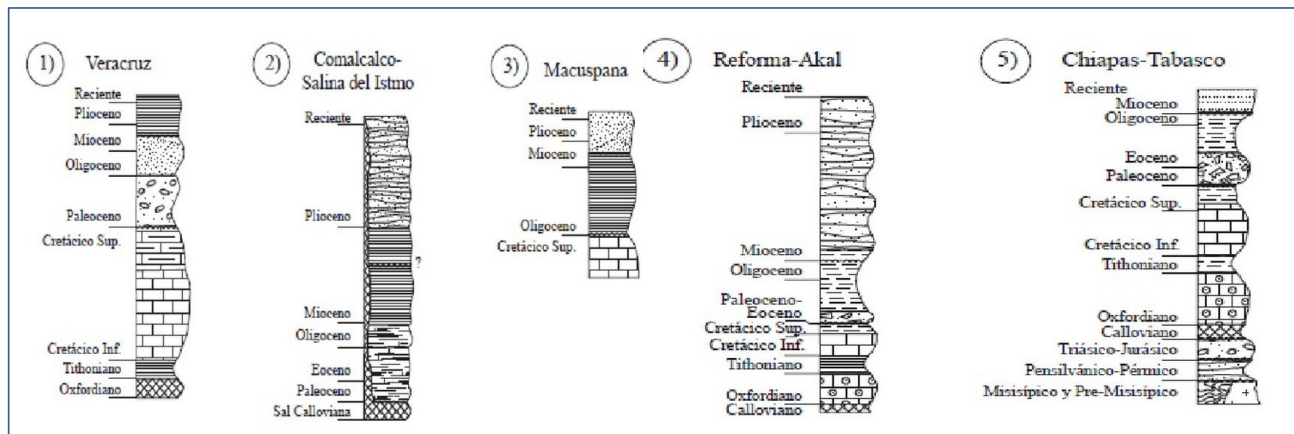 1) Veracruz
Reciente
Plioceno
Mioceno
Oligoceno
Paleoceno
Cretácico Sup.
Cretácico Inf.
Tithoniano
Oxfordiano
2) Comalcalco-
Salina del Istmo
Reciente
Plioceno
?
Mioceno
Oligoceno
Eoceno
Paleoceno
Sal Calloviana
3) Macuspana
Reciente
Plioceno
Mioceno
Oligoceno
Cretácico Sup.
4) Reforma-Akal
Reciente
Plioceno
Mioceno
Oligoceno
Paleoceno-
Eoceno
Cretácico Sup.
Cretácico Inf.
Tithoniano
Oxfordiano
Calloviano
5) Chiapas-Tabasco
Reciente
Mioceno
Oligoceno
Eoceno
Paleoceno
Cretácico Sup.
Cretácico Inf.
Tithoniano
Oxfordiano
Calloviano
Triásico-Jurásico
Pensilvánico-Pérmico
Misisípico y Pre-Misisípico